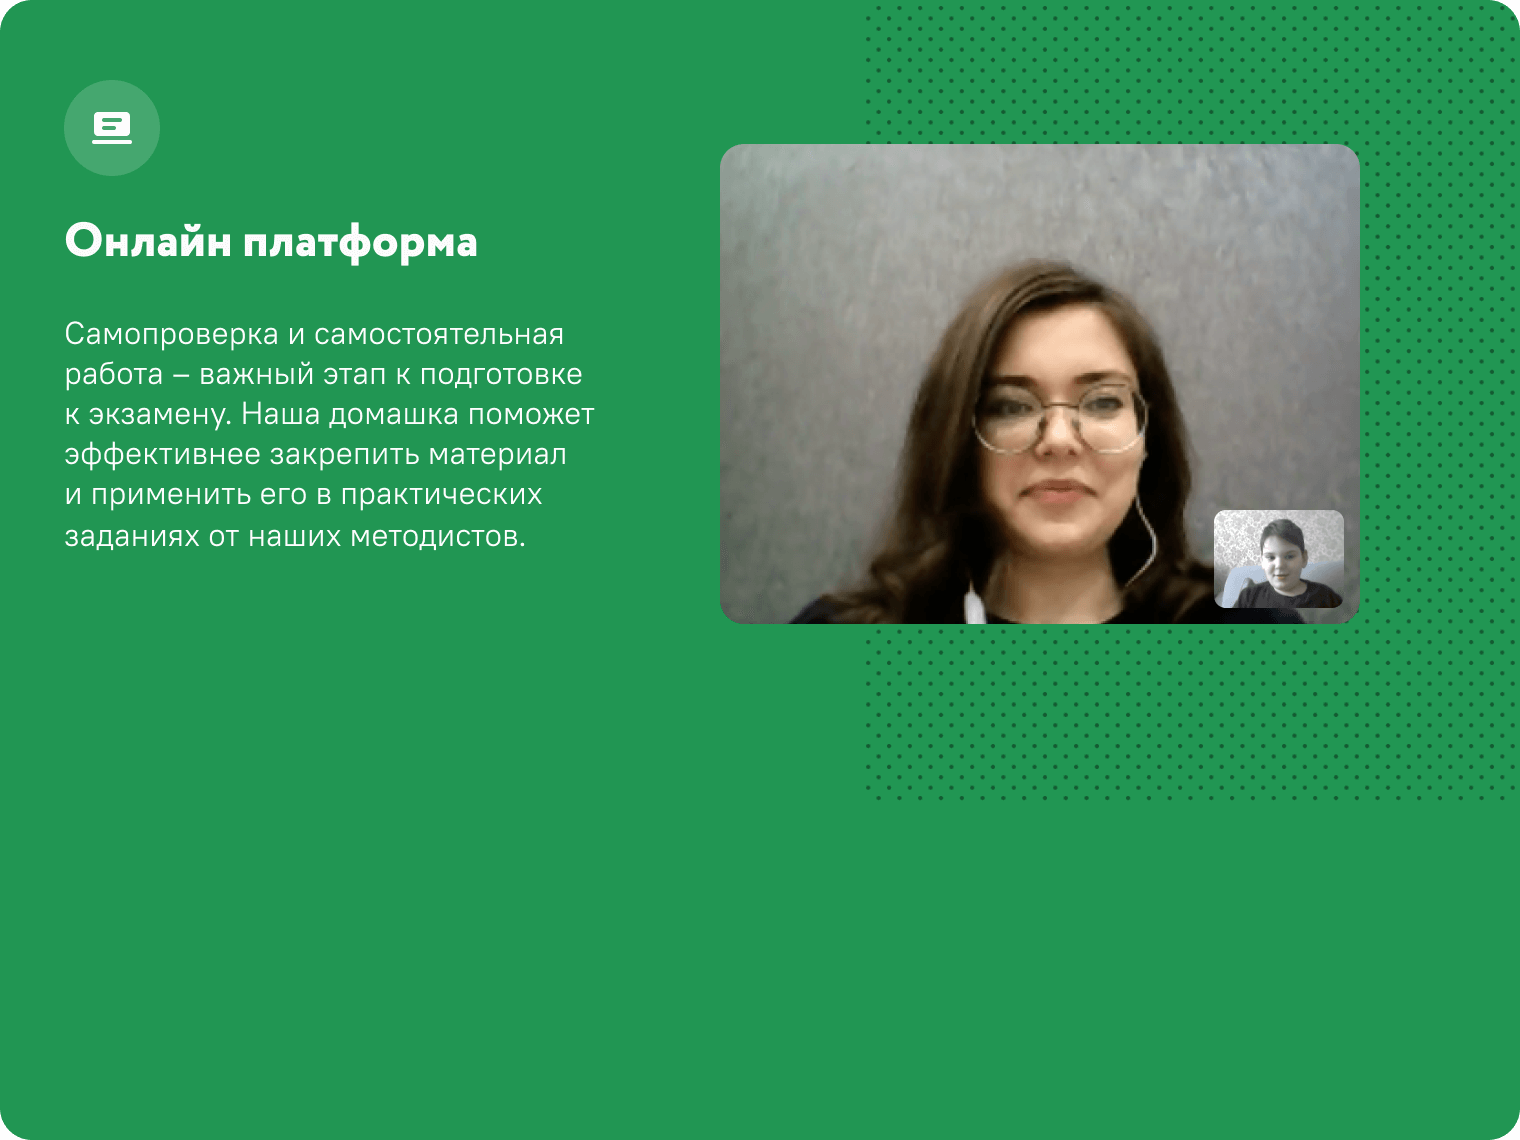 Онлайн платформа
Самопроверка и самостоятельная
работа – важный этап к подготовке
к экзамену. Наша домашка поможет
эффективнее закрепить материал
и применить его в практических
заданиях от наших методистов.